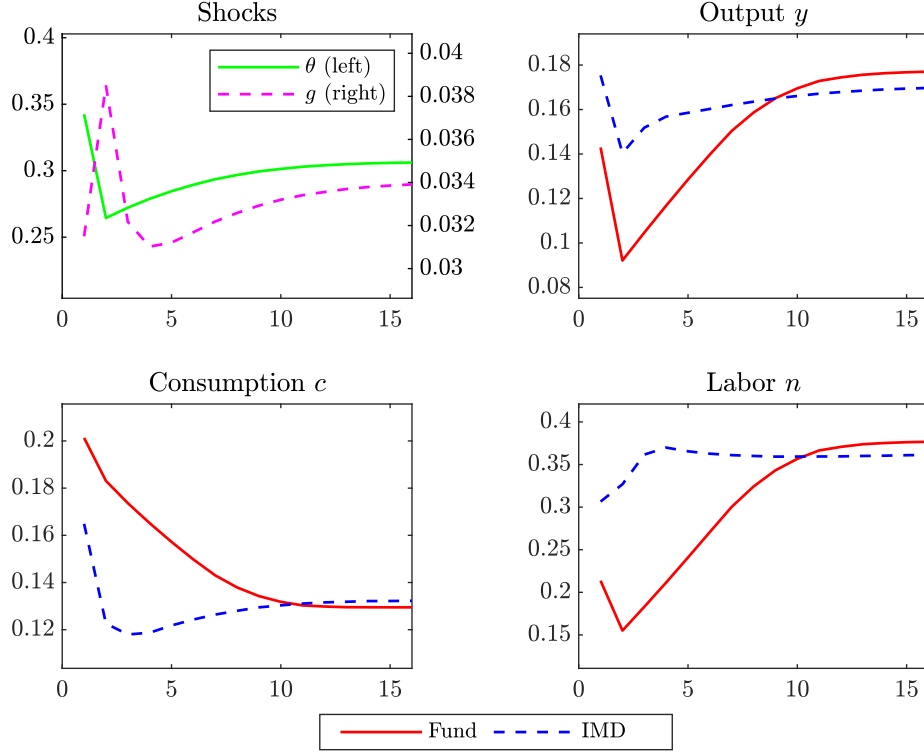 Shocks
0.4
0.35
0.3
0.25
0.04
0.038
0.036
0.034
0.032
0.03
θ (left)
g (right)
0 5 10 15
Output y
0.18
0.16
0.14
0.12
0.1
0.08
0 5 10 15
Consumption c
0.2
0.18
0.16
0.14
0.12
0 5 10 15
Labor n
0.4
0.35
0.3
0.25
0.2
0.15
0 5 10 15
Fund IMD